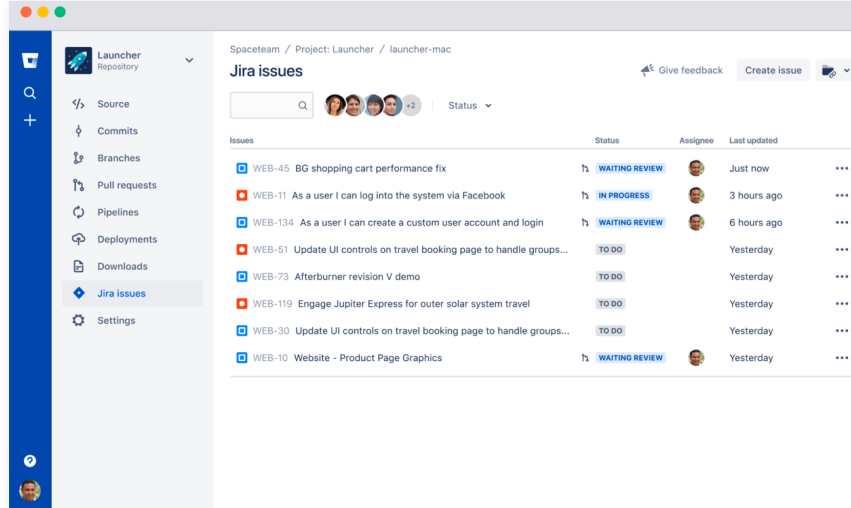 Launcher
Repository
Source
Commits
Branches
Pull requests
Pipelines
Deployments
Downloads
Jira issues
Settings
Spaceteam / Project: Launcher / launcher-mac
Jira issues
Give feedback
Create issue
+2
Status
Issues Status Assignee Last updated
WEB-45 BG shopping cart performance fix WAITING REVIEW Just now
WEB-11 As a user I can log into the system via Facebook IN PROGRESS 3 hours ago
WEB-134 As a user I can create a custom user account and login WAITING REVIEW 6 hours ago
WEB-51 Update UI controls on travel booking page to handle groups... TO DO Yesterday
WEB-73 Afterburner revision V demo TO DO Yesterday
WEB-119 Engage Jupiter Express for outer solar system travel TO DO Yesterday
WEB-30 Update UI controls on travel booking page to handle groups... TO DO Yesterday
WEB-10 Website - Product Page Graphics WAITING REVIEW Yesterday